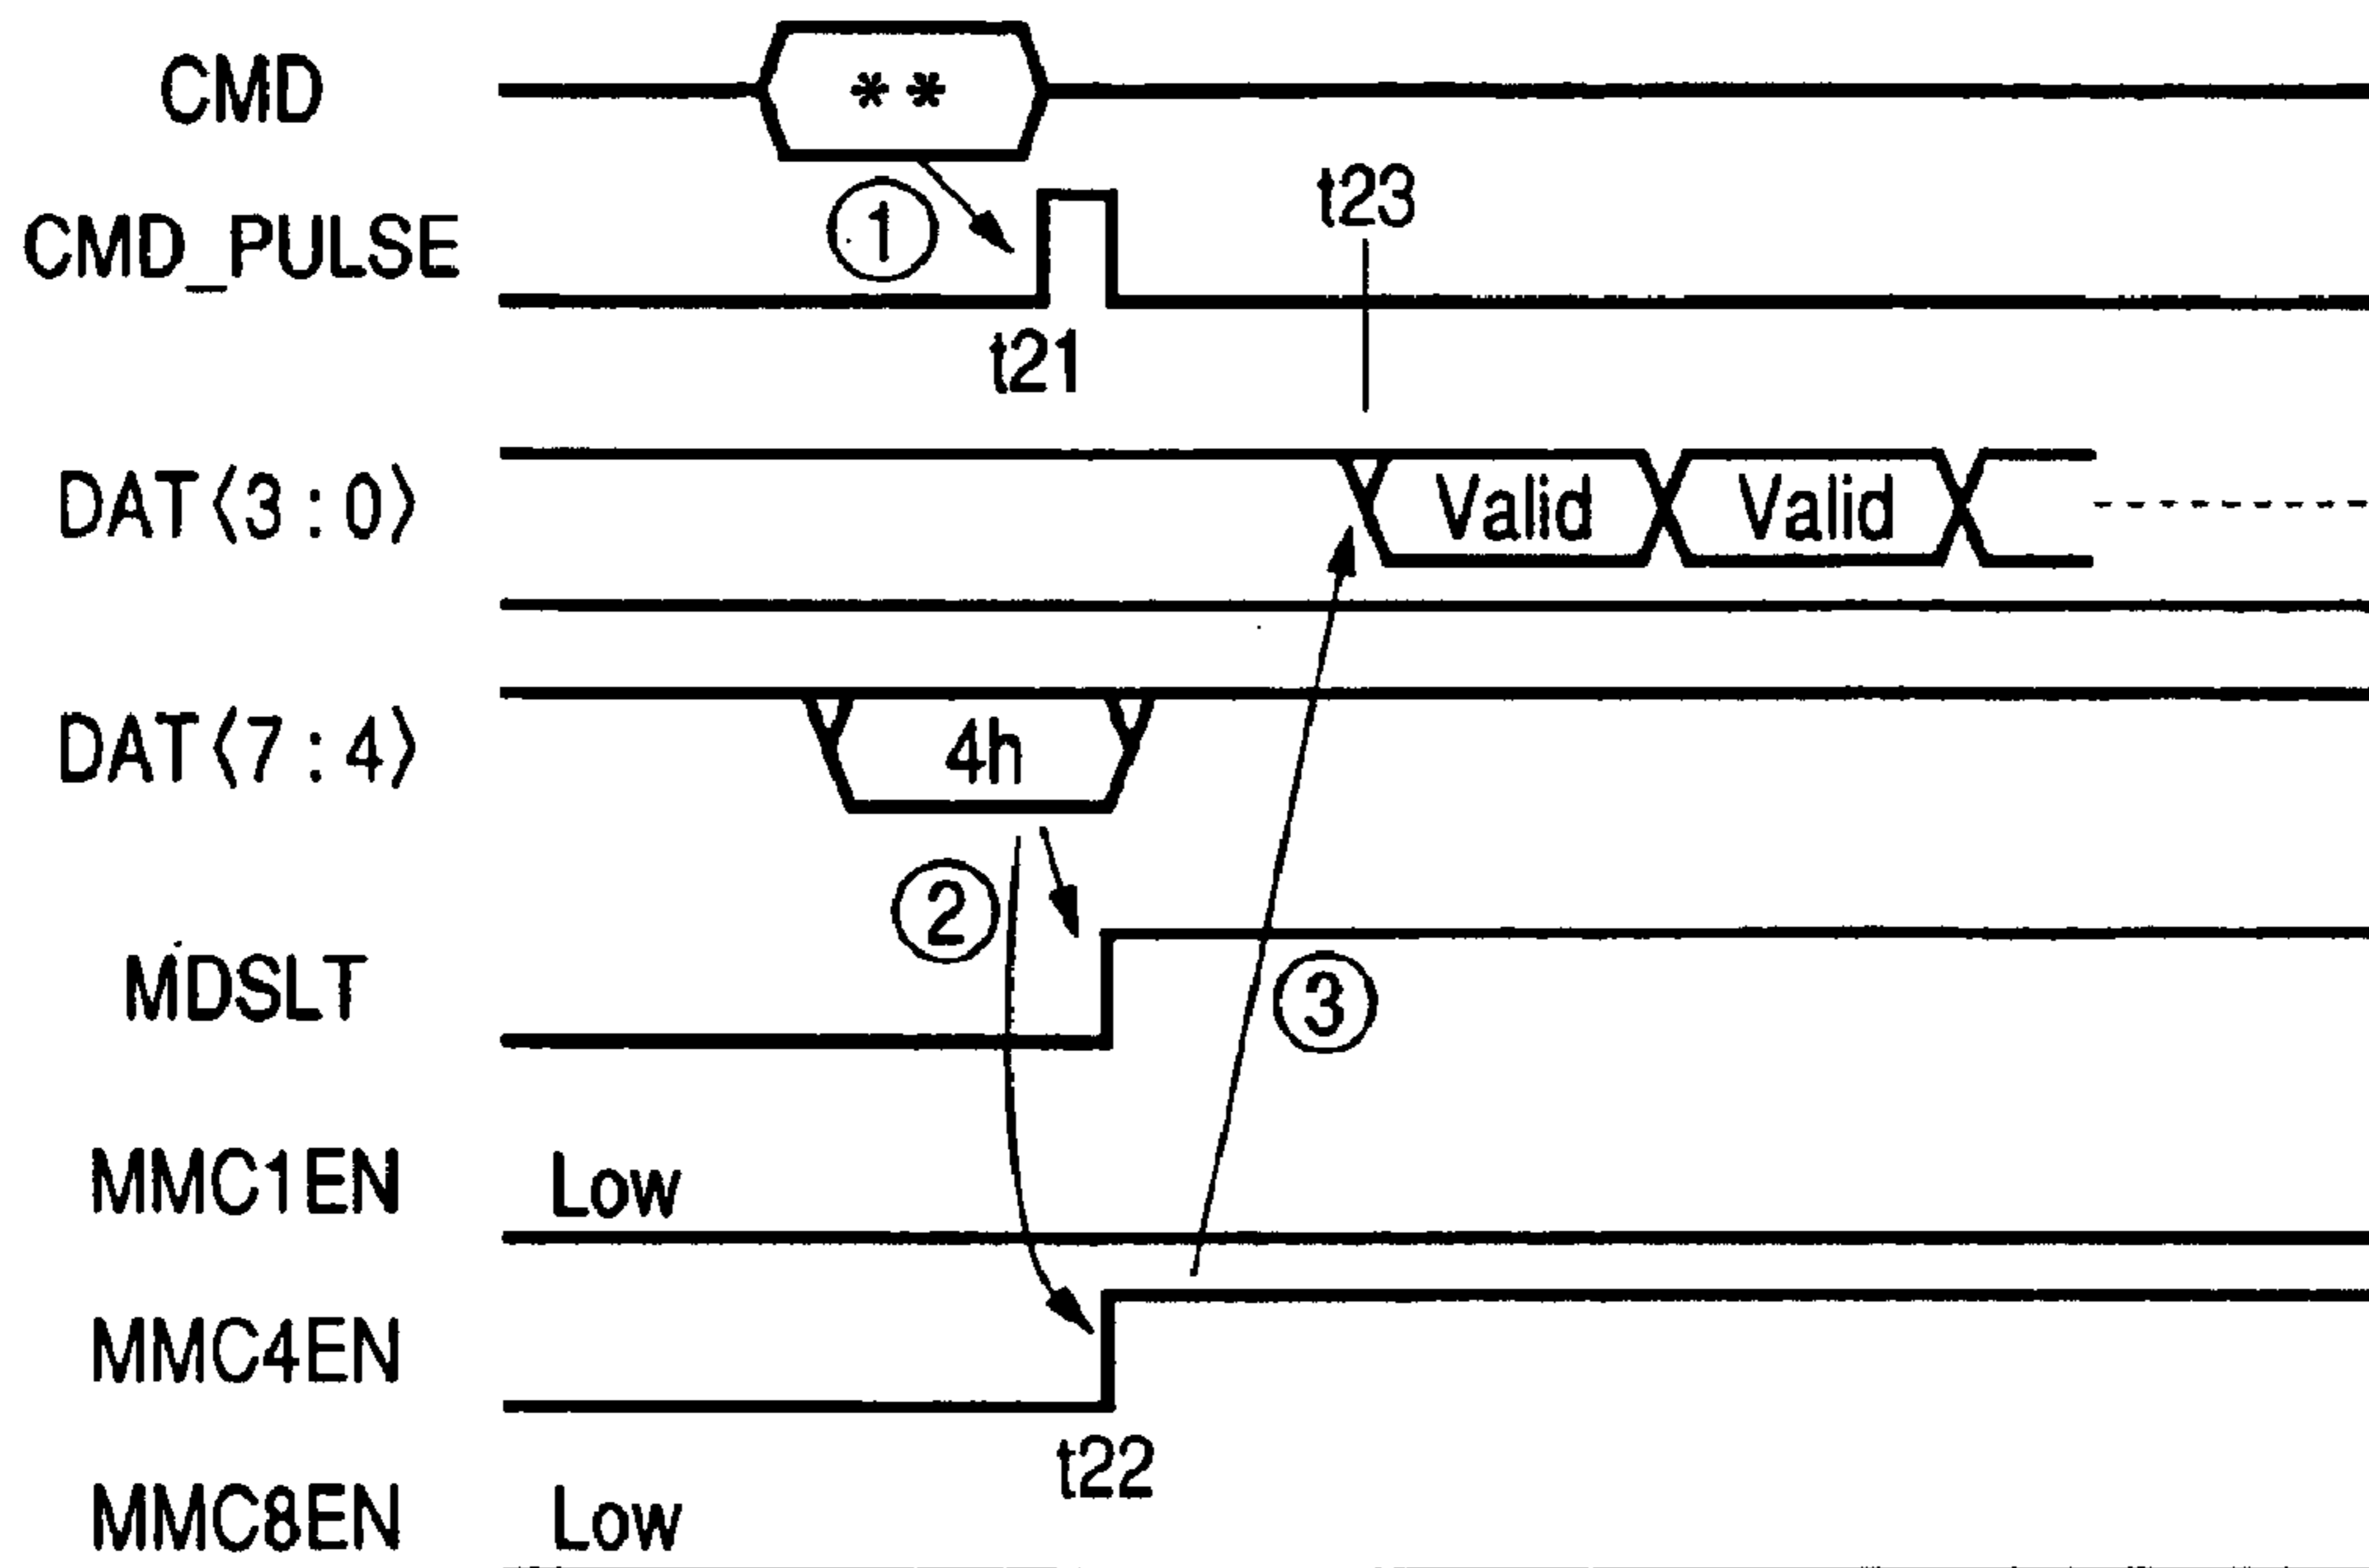 CMD **
CMD_PULSE ① t23
t21
DAT⟨3:0⟩ Valid Valid
DAT⟨7:4⟩ 4h
②
MDSLT ③
MMC1EN Low
MMC4EN
t22
MMC8EN Low